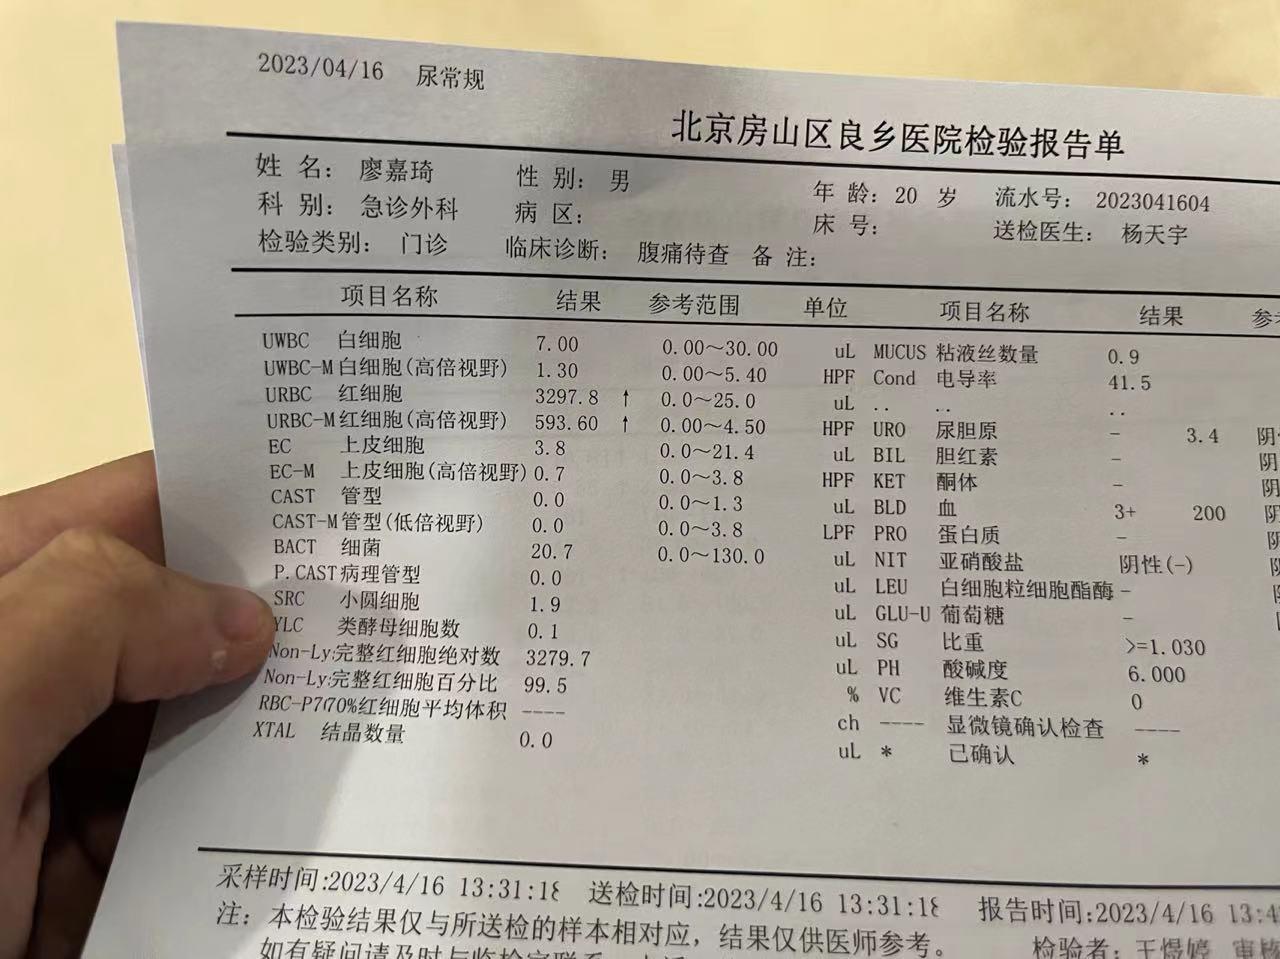 2023/04/16 尿常规
北京房山区良乡医院检验报告单
姓 名: 廖嘉琦 性 别: 男 年 龄: 20 岁 流水号: 2023041604
科 别: 急诊外科 病 区: 床 号: 送检医生: 杨天宇
检验类别: 门诊 临床诊断: 腹痛待查 备 注:
项目名称 结果 参考范围 单位 项目名称 结果
UWBC 白细胞 7.00 0.00~30.00 uL MUCUS 粘液丝数量 0.9
UWBC-M 白细胞(高倍视野) 1.30 0.00~5.40 HPF Cond 电导率 41.5
URBC 红细胞 3297.8 ↑ 0.0~25.0 uL .. .. ..
URBC-M 红细胞(高倍视野) 593.60 ↑ 0.00~4.50 HPF URO 尿胆原 - 3.4 阴
EC 上皮细胞 3.8 0.0~21.4 uL BIL 胆红素 - 阴
EC-M 上皮细胞(高倍视野) 0.7 0.0~3.8 HPF KET 酮体 - 阴
CAST 管型 0.0 0.0~1.3 uL BLD 血 3+ 200 阴
CAST-M 管型(低倍视野) 0.0 0.0~3.8 LPF PRO 蛋白质 -
BACT 细菌 20.7 0.0~130.0 uL NIT 亚硝酸盐 阴性(-)
P.CAST 病理管型 0.0 uL LEU 白细胞粒细胞酯酶 -
SRC 小圆细胞 1.9 uL GLU-U 葡萄糖 -
YLC 类酵母细胞数 0.1 uL SG 比重 >=1.030
Non-Ly: 完整红细胞绝对数 3279.7 uL PH 酸碱度 6.000
Non-Ly: 完整红细胞百分比 99.5 % VC 维生素C 0
RBC-P7(70%红细胞平均体积 ---- ch ---- 显微镜确认检查 ----
XTAL 结晶数量 0.0 uL * 已确认 *
采样时间:2023/4/16 13:31:18 送检时间:2023/4/16 13:31:18 报告时间:2023/4/16
注: 本检验结果仅与所送检的样本相对应, 结果仅供医师参考。 检验者: 王煜婷
如有疑问请及时与临检室联系